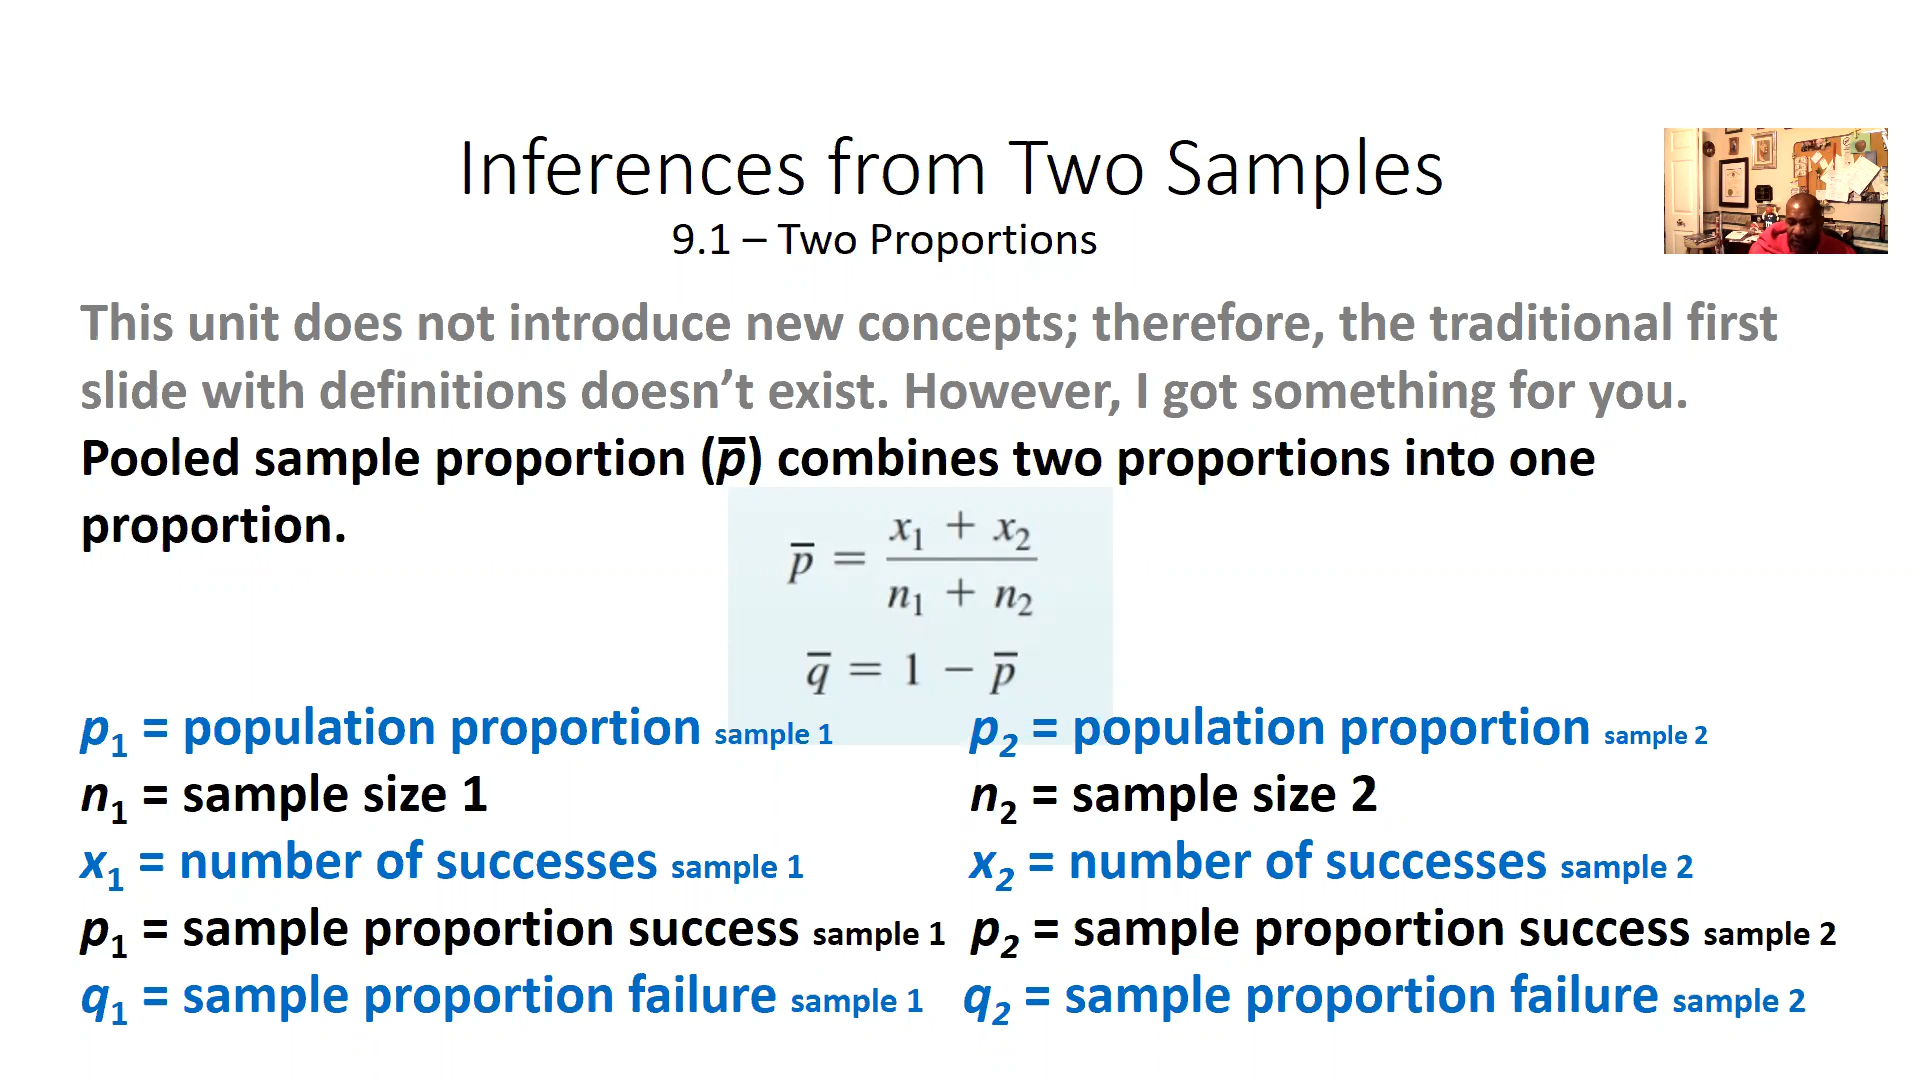 Inferences from Two Samples
9.1 – Two Proportions
This unit does not introduce new concepts; therefore, the traditional first
slide with definitions doesn’t exist. However, I got something for you.
Pooled sample proportion (p̅) combines two proportions into one
proportion.
p̅ = (x₁ + x₂) / (n₁ + n₂)
q̅ = 1 − p̅
p₁ = population proportion sample 1
p₂ = population proportion sample 2
n₁ = sample size 1
n₂ = sample size 2
x₁ = number of successes sample 1
x₂ = number of successes sample 2
p₁ = sample proportion success sample 1
p₂ = sample proportion success sample 2
q₁ = sample proportion failure sample 1
q₂ = sample proportion failure sample 2